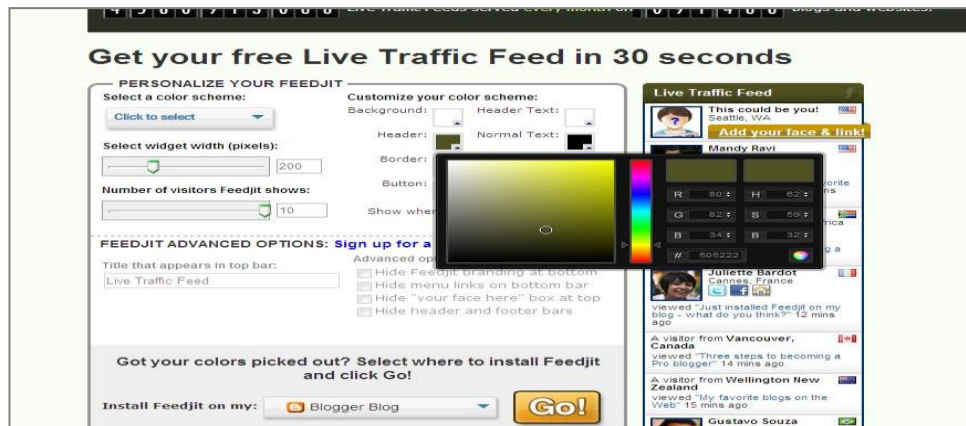 Live Traffic Feeds served every month on
blogs and websites.
Get your free Live Traffic Feed in 30 seconds
PERSONALIZE YOUR FEEDJIT
Select a color scheme:
Click to select
Select widget width (pixels):
200
Number of visitors Feedjit shows:
10
Customize your color scheme:
Background:
Header Text:
Header:
Normal Text:
Border:
Button:
Show
R 80 H 62
G 82 S 59
B 34 B 32
# 505222
FEEDJIT ADVANCED OPTIONS: Sign up for a
Title that appears in top bar:
Live Traffic Feed
Advanced
Hide Feedjit branding at bottom
Hide menu links on bottom bar
Hide "your face here" box at top
Hide header and footer bars
Got your colors picked out? Select where to install Feedjit
and click Go!
Install Feedjit on my:
Blogger Blog
Go!
Live Traffic Feed
This could be you!
Seattle, WA
Add your face & link!
Mandy Ravi
Juliette Bardot
Cannes, France
viewed "Just installed Feedjit on my
blog - what do you think?" 12 mins
ago
A visitor from Vancouver,
Canada
viewed "Three steps to becoming a
Pro blogger" 14 mins ago
A visitor from Wellington New
Zealand
viewed "My favorite blogs on the
Web" 15 mins ago
Gustavo Souza